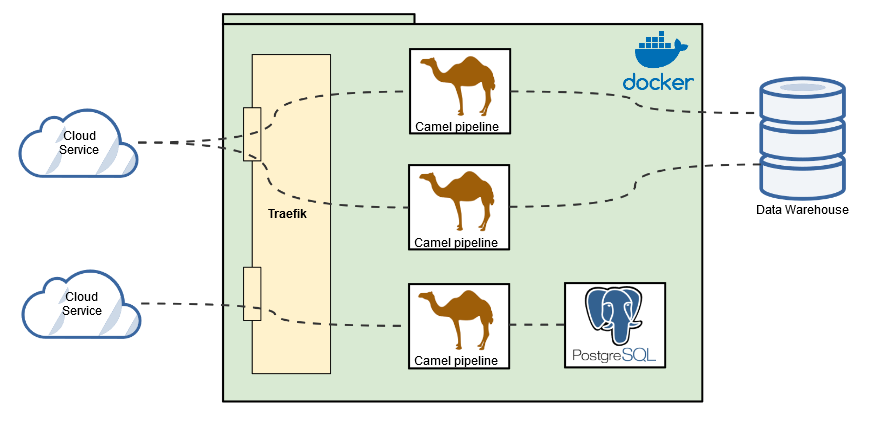 docker
Camel pipeline
Cloud
Service
Traefik
Camel pipeline
Data Warehouse
Cloud
Service
Camel pipeline
PostgreSQL